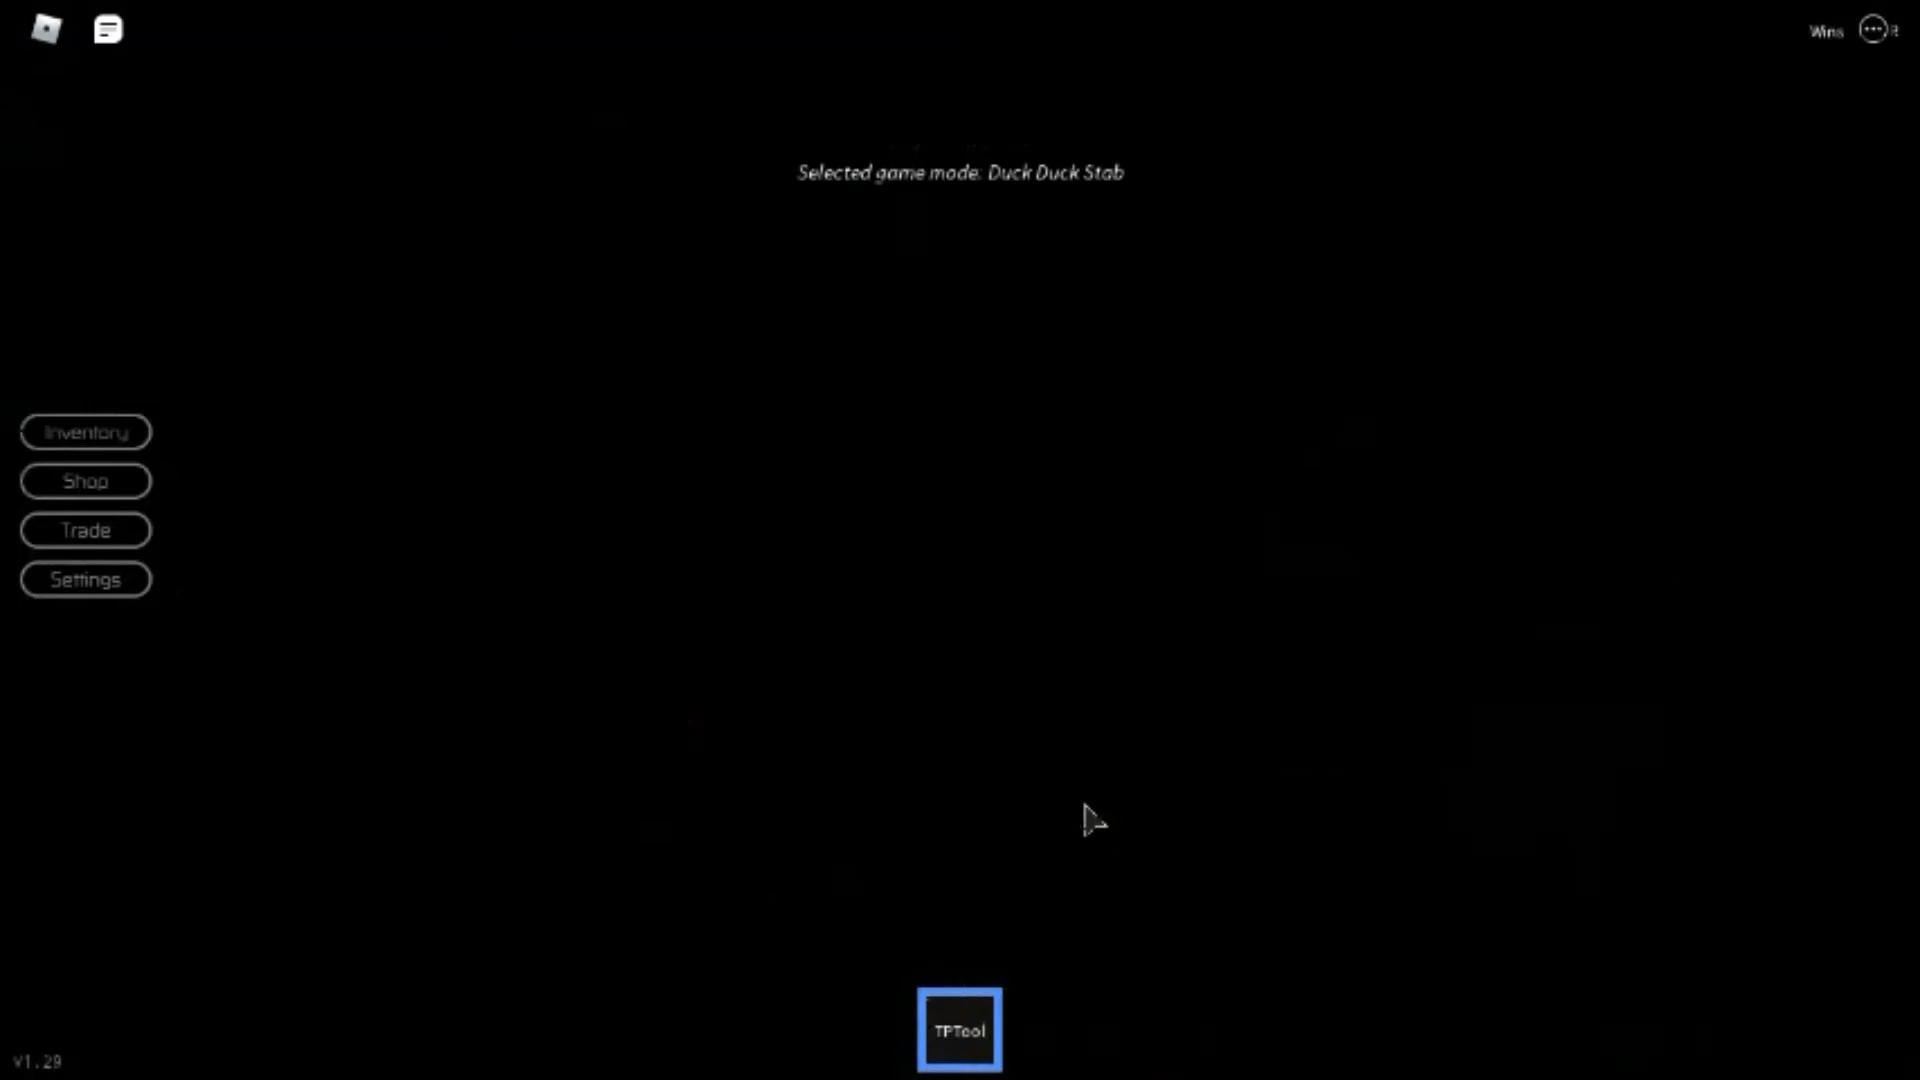 Wins
Selected game mode: Duck Duck Stab
Inventory
Shop
Trade
Settings
TPTool
v1.29